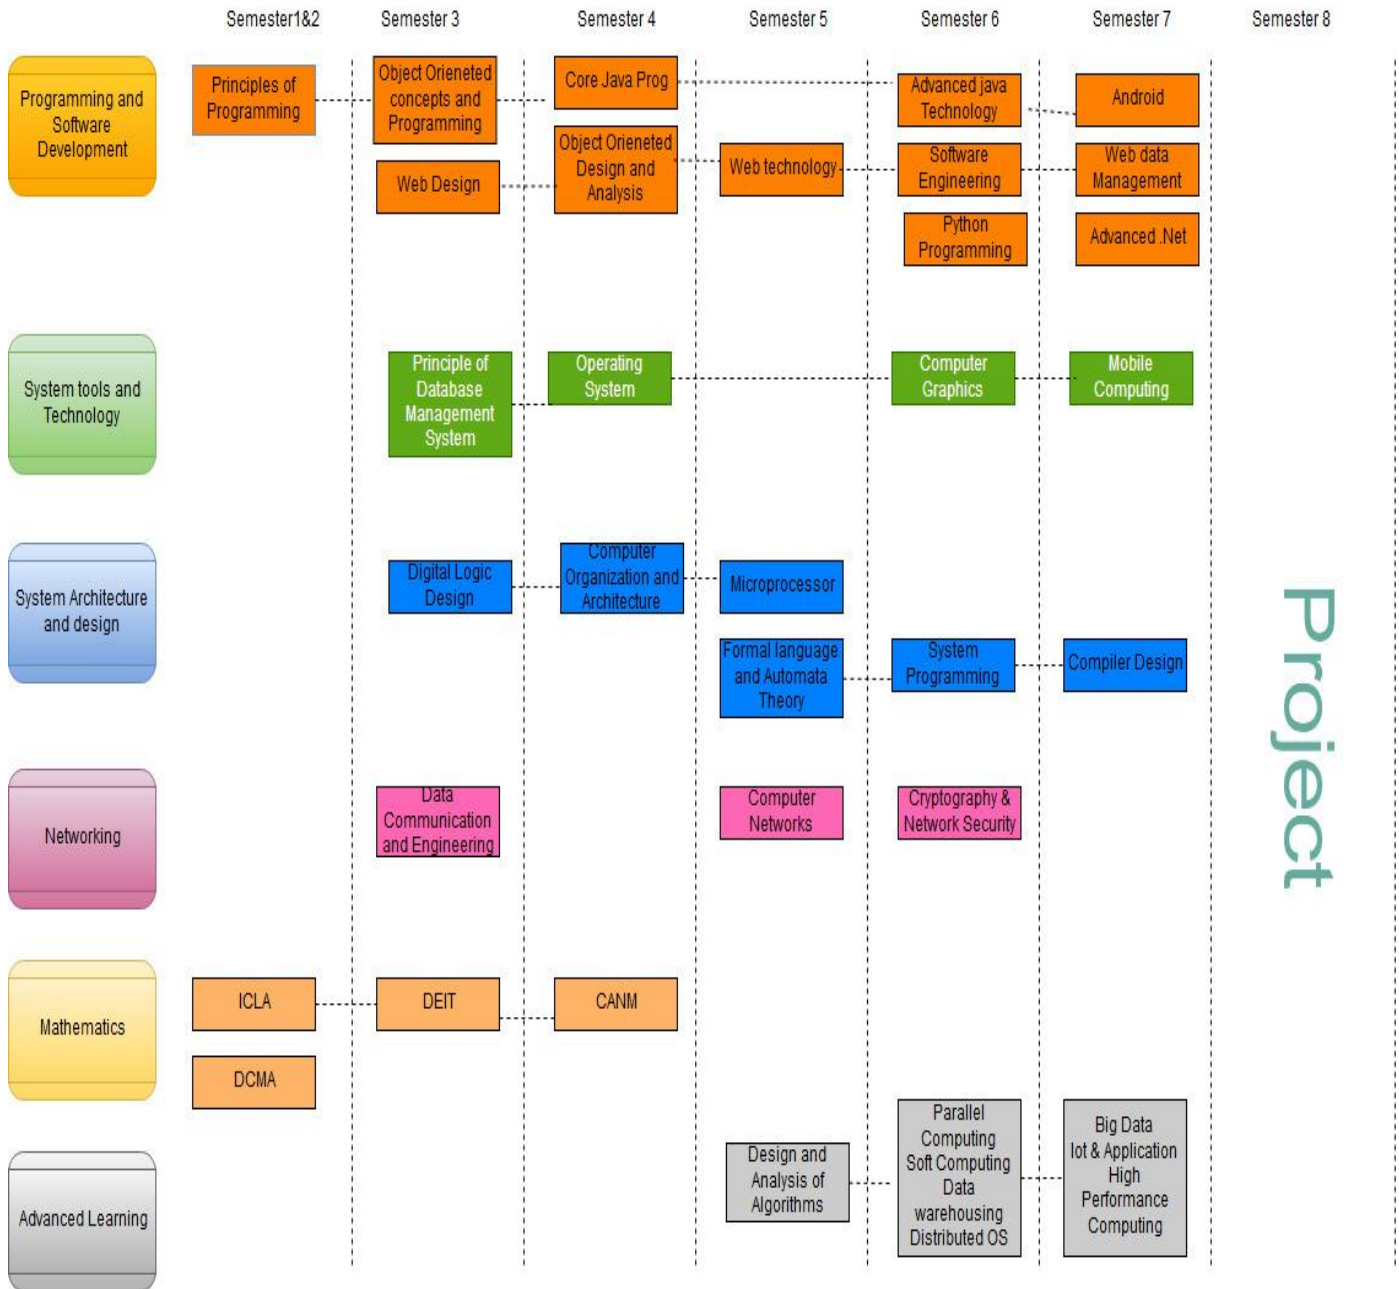 Semester1&2
Semester 3
Semester 4
Semester 5
Semester 6
Semester 7
Semester 8
Programming and
Software
Development
Principles of
Programming
Object Orieneted
concepts and
Programming
Web Design
Core Java Prog
Object Orieneted
Design and
Analysis
Web technology
Advanced java
Technology
Software
Engineering
Python
Programming
Android
Web data
Management
Advanced .Net
System tools and
Technology
Principle of
Database
Management
System
Operating
System
Computer
Graphics
Mobile
Computing
System Architecture
and design
Digital Logic
Design
Computer
Organization and
Architecture
Microprocessor
Formal language
and Automata
Theory
System
Programming
Compiler Design
Project
Networking
Data
Communication
and Engineering
Computer
Networks
Cryptography &
Network Security
Mathematics
ICLA
DEIT
CANM
DCMA
Advanced Learning
Design and
Analysis of
Algorithms
Parallel
Computing
Soft Computing
Data
warehousing
Distributed OS
Big Data
Iot & Application
High
Performance
Computing